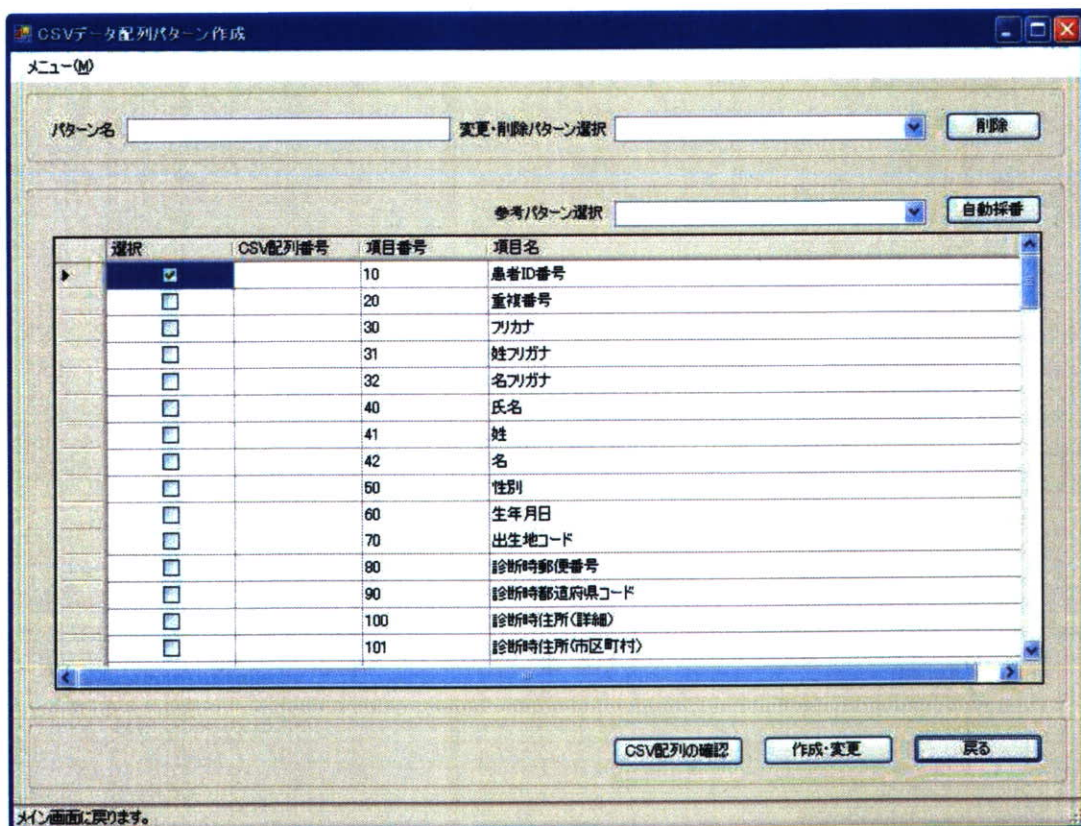 CSVデータ配列パターン作成
メニュー(M)
パターン名 変更・削除パターン選択 削除
参考パターン選択 自動採番
選択 CSV配列番号 項目番号 項目名
10 患者ID番号
20 重複番号
30 フリカナ
31 姓フリガナ
32 名フリガナ
40 氏名
41 姓
42 名
50 性別
60 生年月日
70 出生地コード
80 診断時郵便番号
90 診断時都道府県コード
100 診断時住所(詳細)
101 診断時住所(市区町村)
CSV配列の確認 作成・変更 戻る
メイン画面に戻ります。